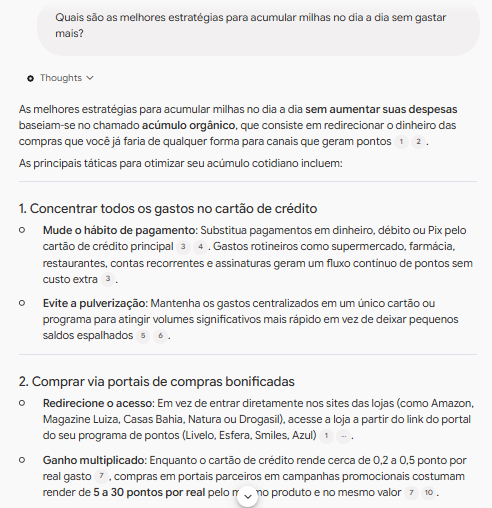 Quais são as melhores estratégias para acumular milhas no dia a dia sem gastar
mais?
Thoughts
As melhores estratégias para acumular milhas no dia a dia sem aumentar suas despesas
baseiam-se no chamado acúmulo orgânico, que consiste em redirecionar o dinheiro das
compras que você já faria de qualquer forma para canais que geram pontos 1 2 .
As principais táticas para otimizar seu acúmulo cotidiano incluem:
1. Concentrar todos os gastos no cartão de crédito
Mude o hábito de pagamento: Substitua pagamentos em dinheiro, débito ou Pix pelo
cartão de crédito principal 3 4 . Gastos rotineiros como supermercado, farmácia,
restaurantes, contas recorrentes e assinaturas geram um fluxo contínuo de pontos sem
custo extra 3 .
Evite a pulverização: Mantenha os gastos centralizados em um único cartão ou
programa para atingir volumes significativos mais rápido em vez de deixar pequenos
saldos espalhados 5 6 .
2. Comprar via portais de compras bonificadas
Redirecione o acesso: Em vez de entrar diretamente nos sites das lojas (como Amazon,
Magazine Luiza, Casas Bahia, Natura ou Drogasil), acesse a loja a partir do link do portal
do seu programa de pontos (Livelo, Esfera, Smiles, Azul) 1 ... .
Ganho multiplicado: Enquanto o cartão de crédito rende cerca de 0,2 a 0,5 ponto por
real gasto 7 , compras em portais parceiros em campanhas promocionais costumam
render de 5 a 30 pontos por real pelo produto e no mesmo valor 7 10 .